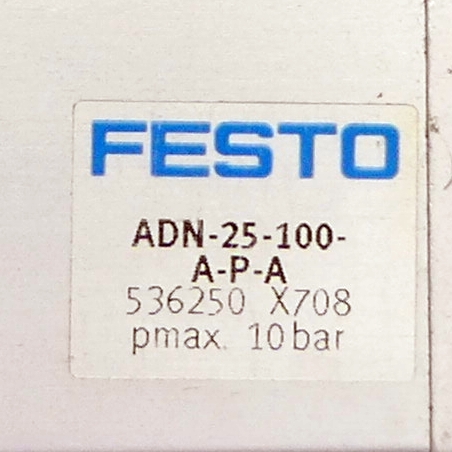 FESTO
ADN-25-100-
A-P-A
536250 X708
pmax. 10bar